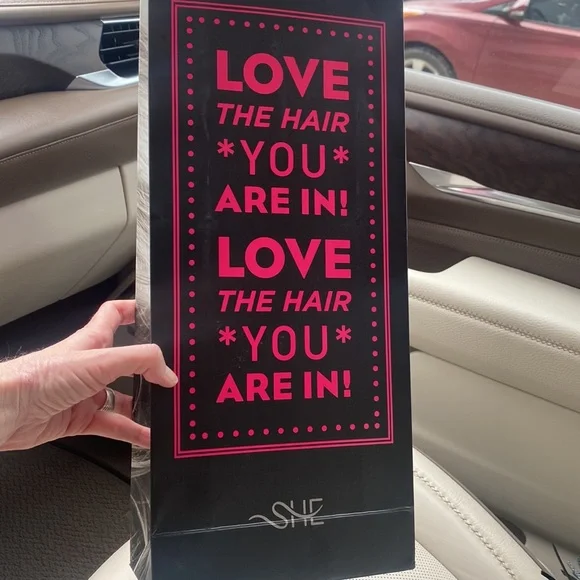 LOVE
THE HAIR
*YOU*
ARE IN!
LOVE
THE HAIR
*YOU*
ARE IN!
SHE